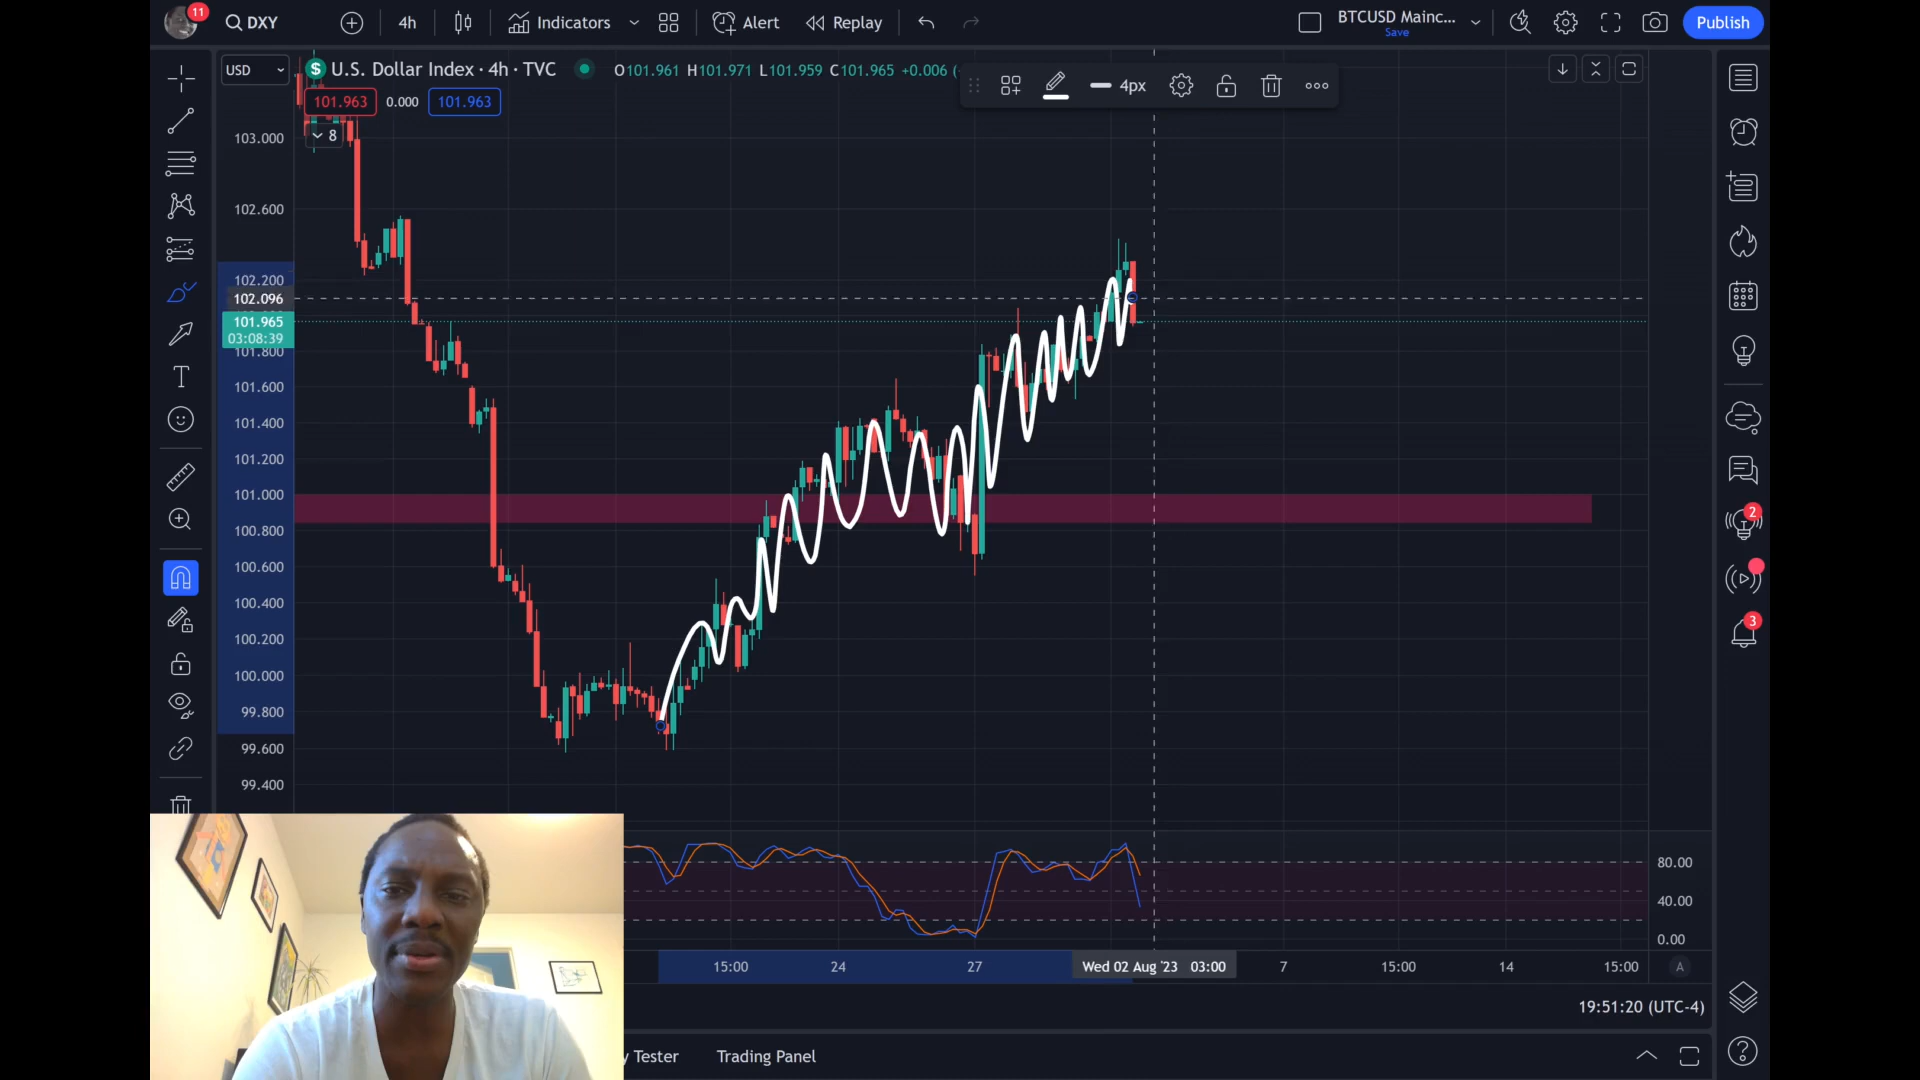 11
DXY
4h
Indicators
Alert
Replay
BTCUSD Mainc...
Save
Publish
USD
$
U.S. Dollar Index · 4h · TVC
O101.961 H101.971 L101.959 C101.965 +0.006 (
4px
101.963
0.000
101.963
8
103.000
102.600
102.200
102.096
101.965
03:08:39
101.800
101.600
101.400
101.200
101.000
100.800
100.600
100.400
100.200
100.000
99.800
99.600
99.400
T
2
3
80.00
40.00
0.00
15:00
24
27
Wed 02 Aug '23 03:00
7
15:00
14
15:00
A
19:51:20 (UTC-4)
y Tester
Trading Panel